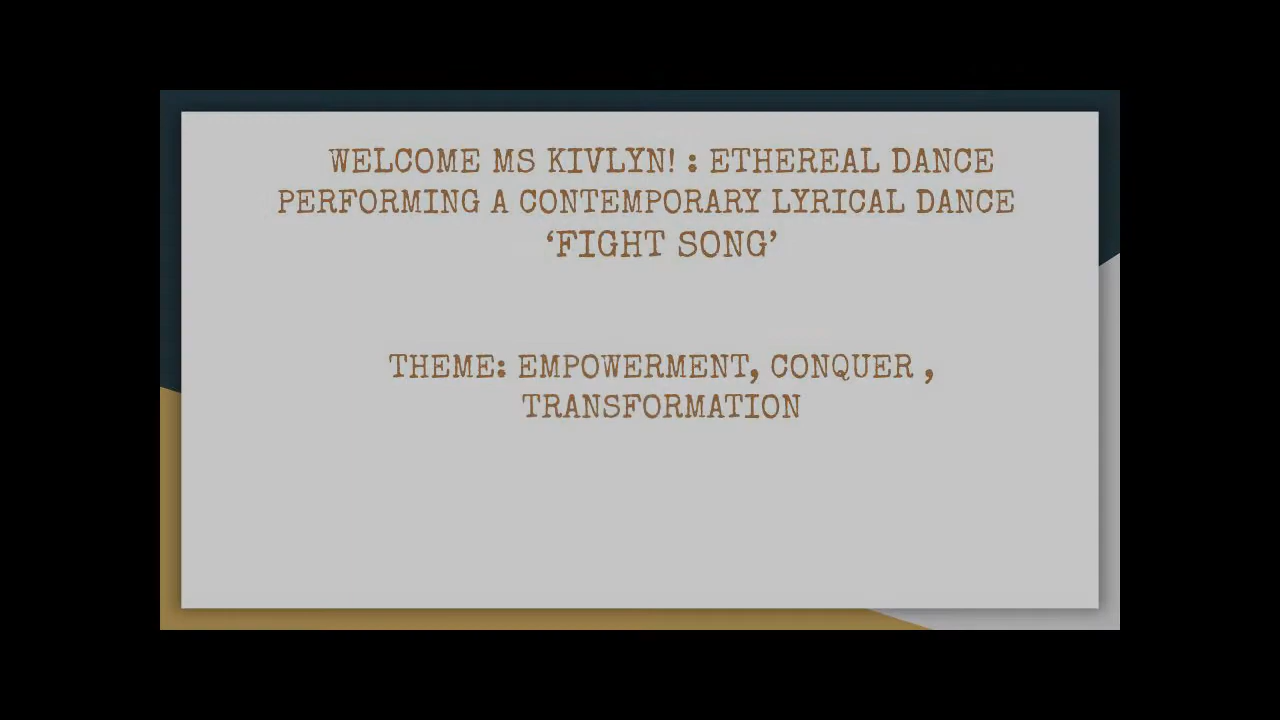 WELCOME MS KIVLYN! : ETHEREAL DANCE
PERFORMING A CONTEMPORARY LYRICAL DANCE
‘FIGHT SONG’
THEME: EMPOWERMENT, CONQUER ,
TRANSFORMATION